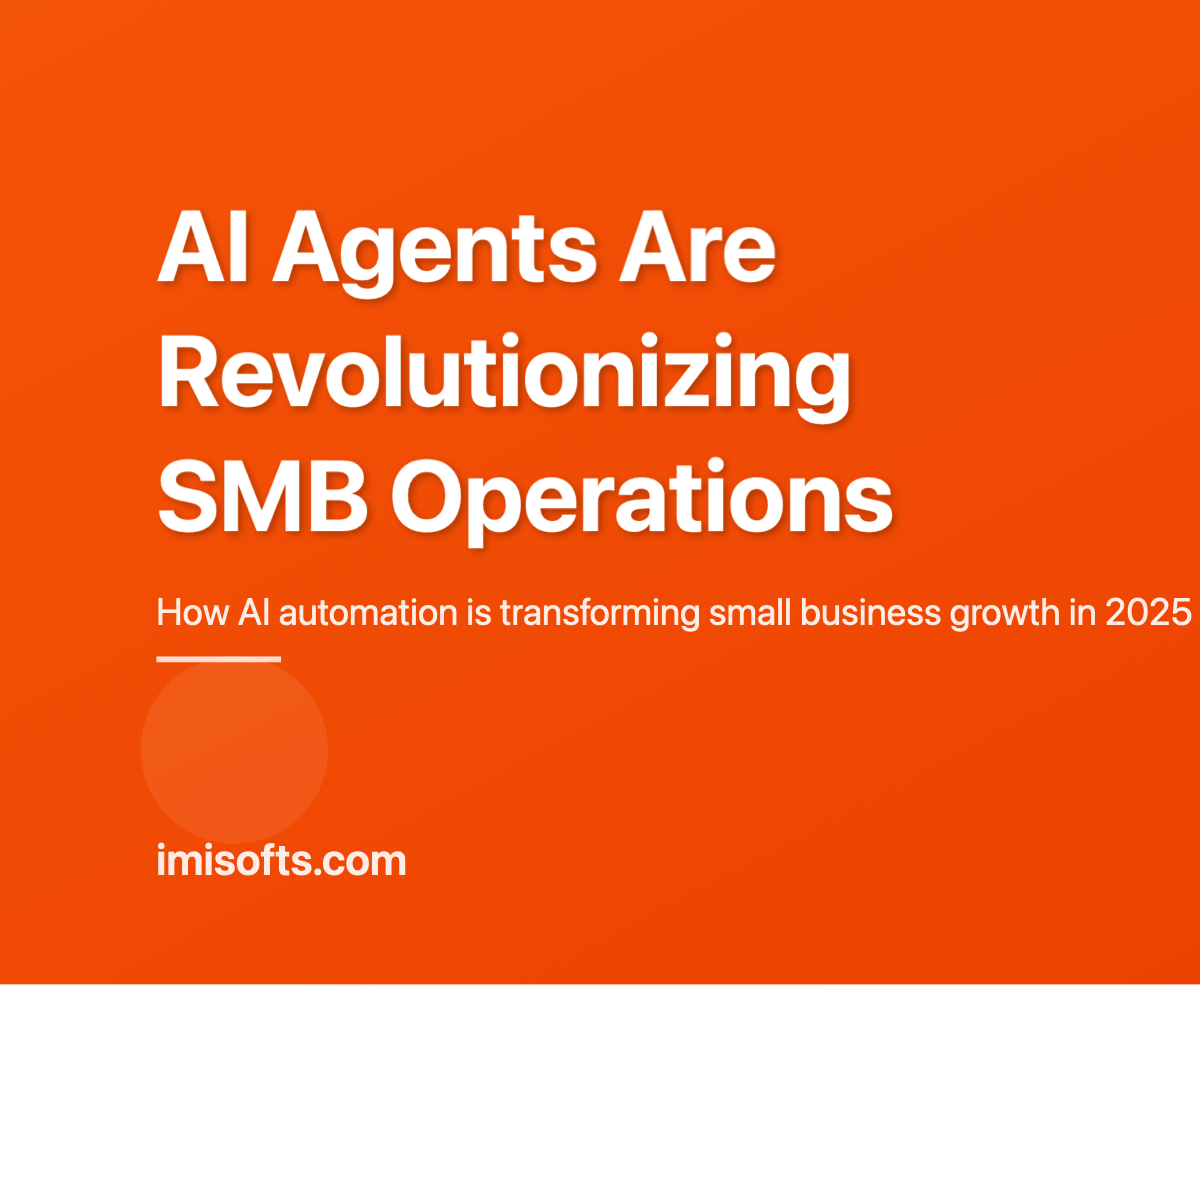 AI Agents Are
Revolutionizing
SMB Operations
How AI automation is transforming small business growth in 2025
imisofts.com